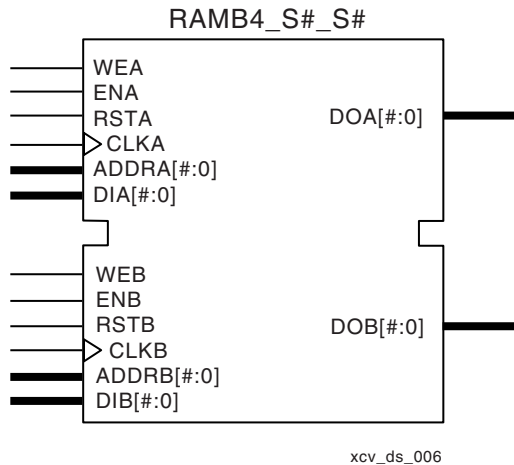 RAMB4_S#_S#
WEA
ENA
RSTA
CLKA
ADDRA[#:0]
DIA[#:0]
DOA[#:0]
WEB
ENB
RSTB
CLKB
ADDRB[#:0]
DIB[#:0]
DOB[#:0]
xcv_ds_006